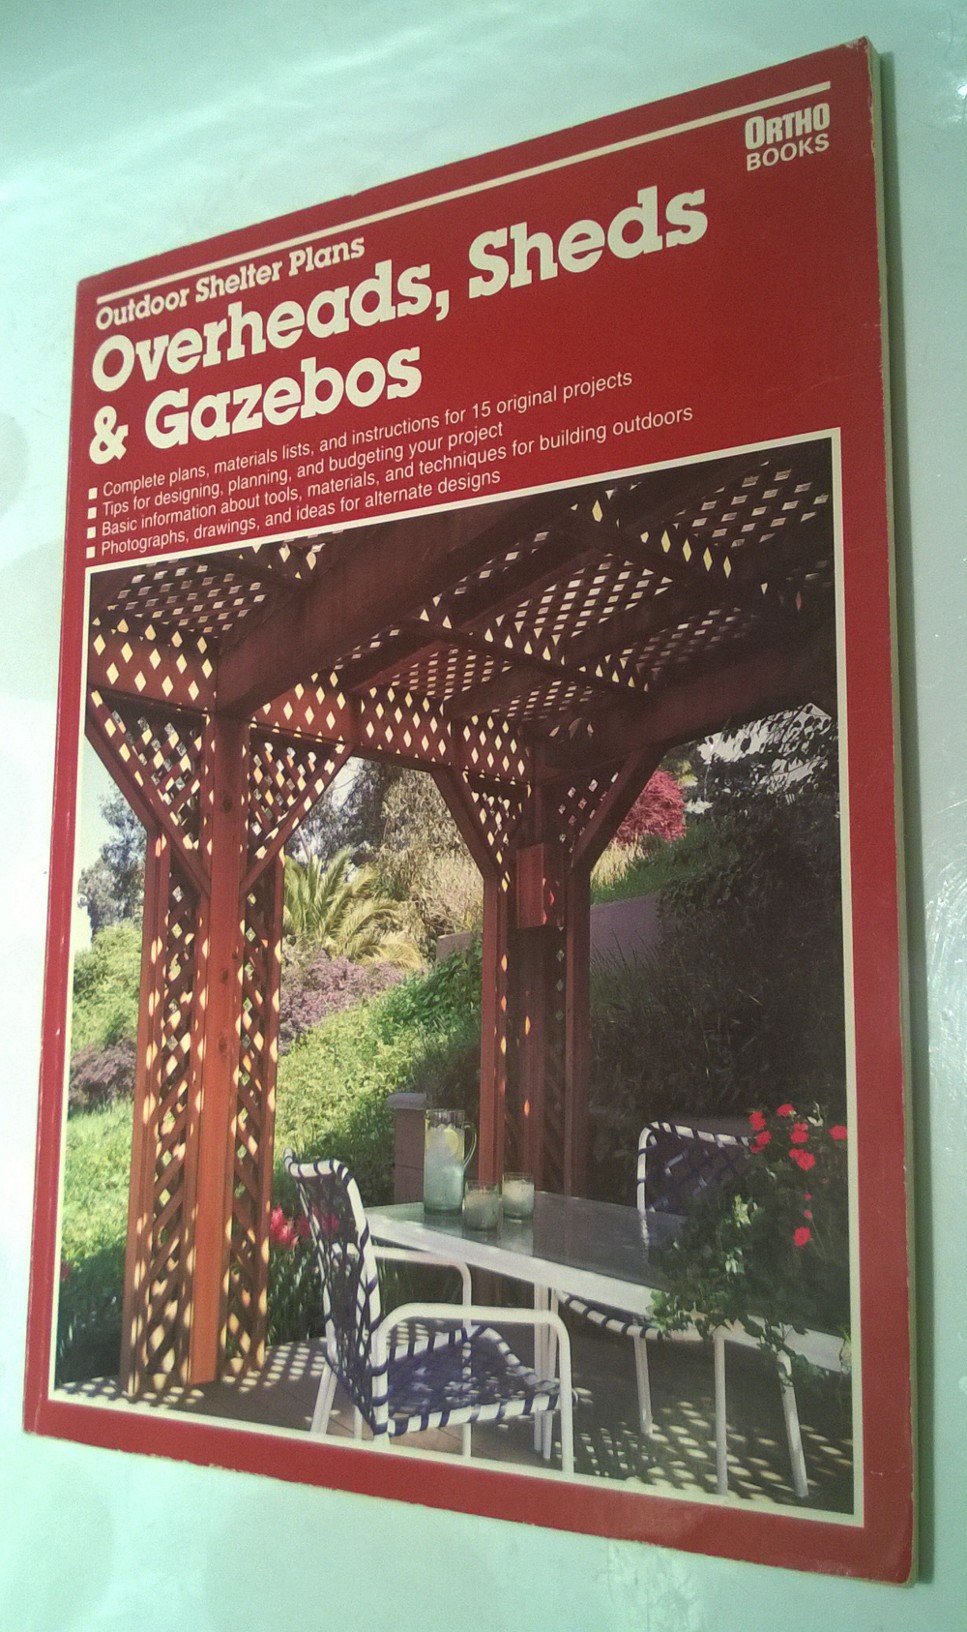 ORTHO
BOOKS
Outdoor Shelter Plans
Overheads, Sheds
& Gazebos
■ Complete plans, materials lists, and instructions for 15 original projects
■ Tips for designing, planning, and budgeting your project
■ Basic information about tools, materials, and techniques for building outdoors
■ Photographs, drawings, and ideas for alternate designs